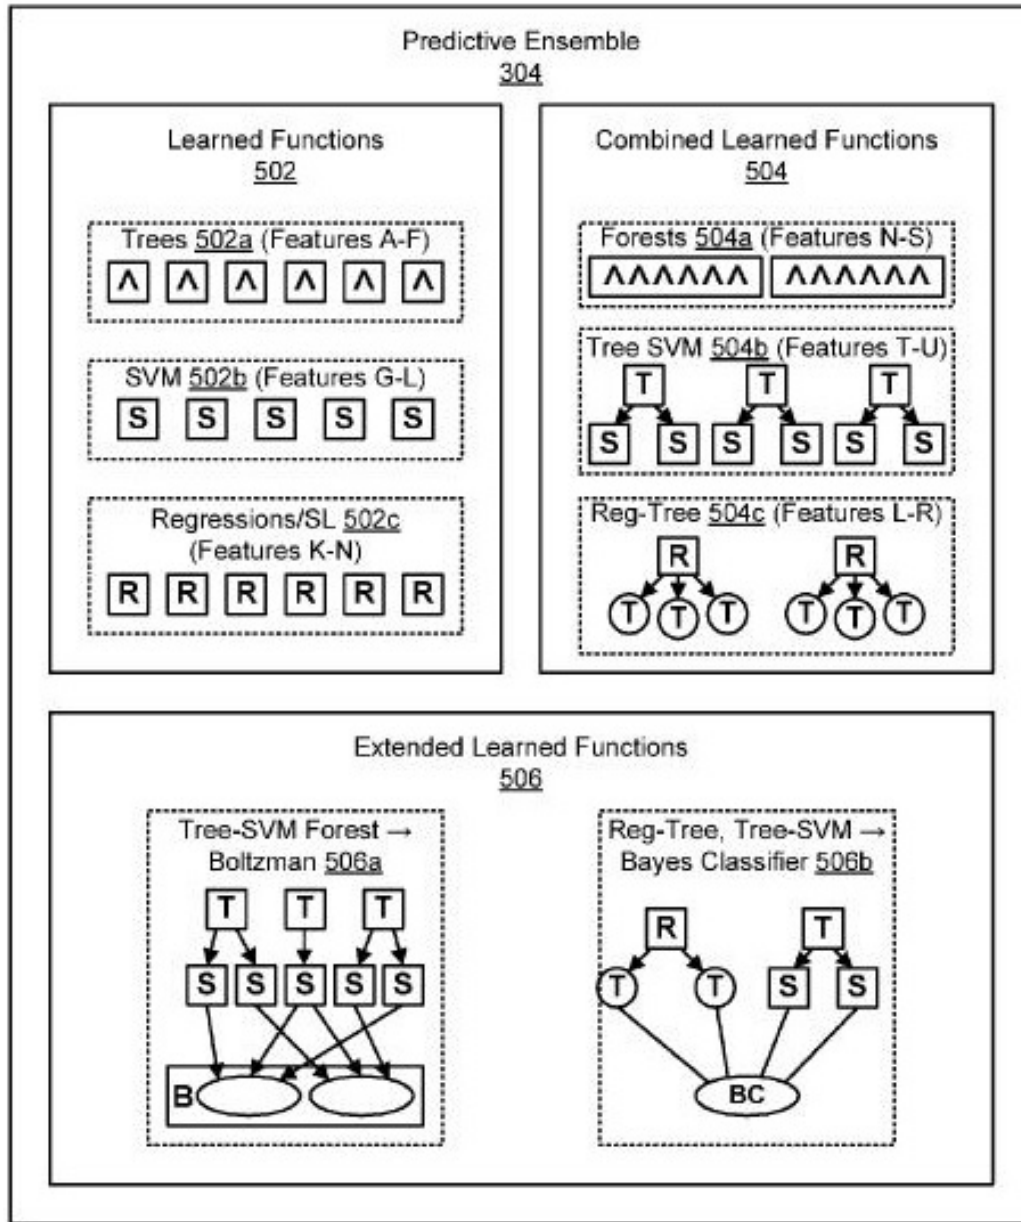 Predictive Ensemble
304
Learned Functions
502
Trees 502a (Features A-F)
Λ Λ Λ Λ Λ Λ
SVM 502b (Features G-L)
S S S S S
Regressions/SL 502c
(Features K-N)
R R R R R R
Combined Learned Functions
504
Forests 504a (Features N-S)
ΛΛΛΛΛΛ ΛΛΛΛΛΛ
Tree SVM 504b (Features T-U)
T T T
S S S S S S
Reg-Tree 504c (Features L-R)
R R
T T T T T T
Extended Learned Functions
506
Tree-SVM Forest →
Boltzman 506a
T T T
S S S S S
B
Reg-Tree, Tree-SVM →
Bayes Classifier 506b
R T
T T S S
BC